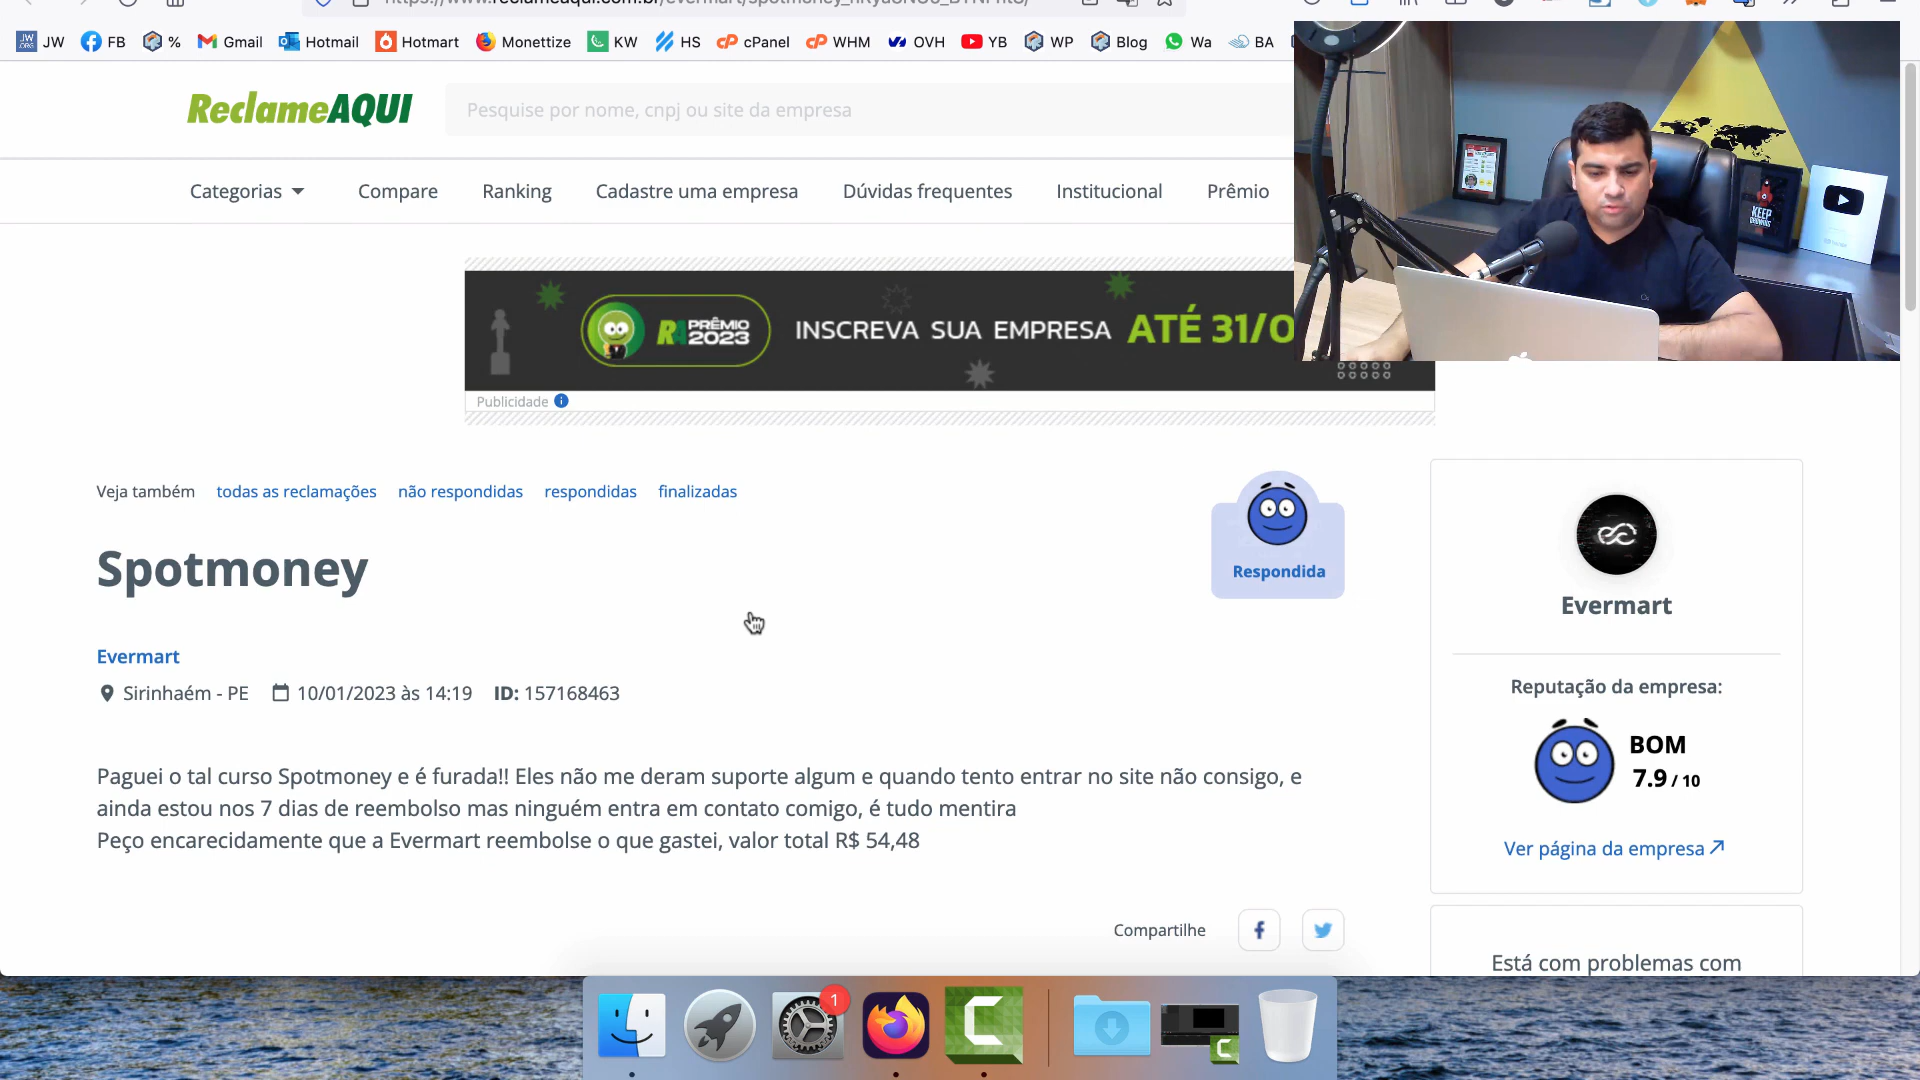 JW
FB
%
Gmail
Hotmail
Hotmart
Monettize
KW
HS
cPanel
WHM
OVH
YB
WP
Blog
Wa
BA
ReclameAQUI
Pesquise por nome, cnpj ou site da empresa
Categorias
Compare
Ranking
Cadastre uma empresa
Dúvidas frequentes
Institucional
Prêmio
KEEP
RA PRÊMIO 2023
INSCREVA SUA EMPRESA ATÉ 31/0
Publicidade
Veja também todas as reclamações não respondidas respondidas finalizadas
Respondida
Spotmoney
Evermart
Sirinhaém - PE 10/01/2023 às 14:19 ID: 157168463
Paguei o tal curso Spotmoney e é furada!! Eles não me deram suporte algum e quando tento entrar no site não consigo, e
ainda estou nos 7 dias de reembolso mas ninguém entra em contato comigo, é tudo mentira
Peço encarecidamente que a Evermart reembolse o que gastei, valor total R$ 54,48
Compartilhe
Evermart
Reputação da empresa:
BOM
7.9 / 10
Ver página da empresa
Está com problemas com
1